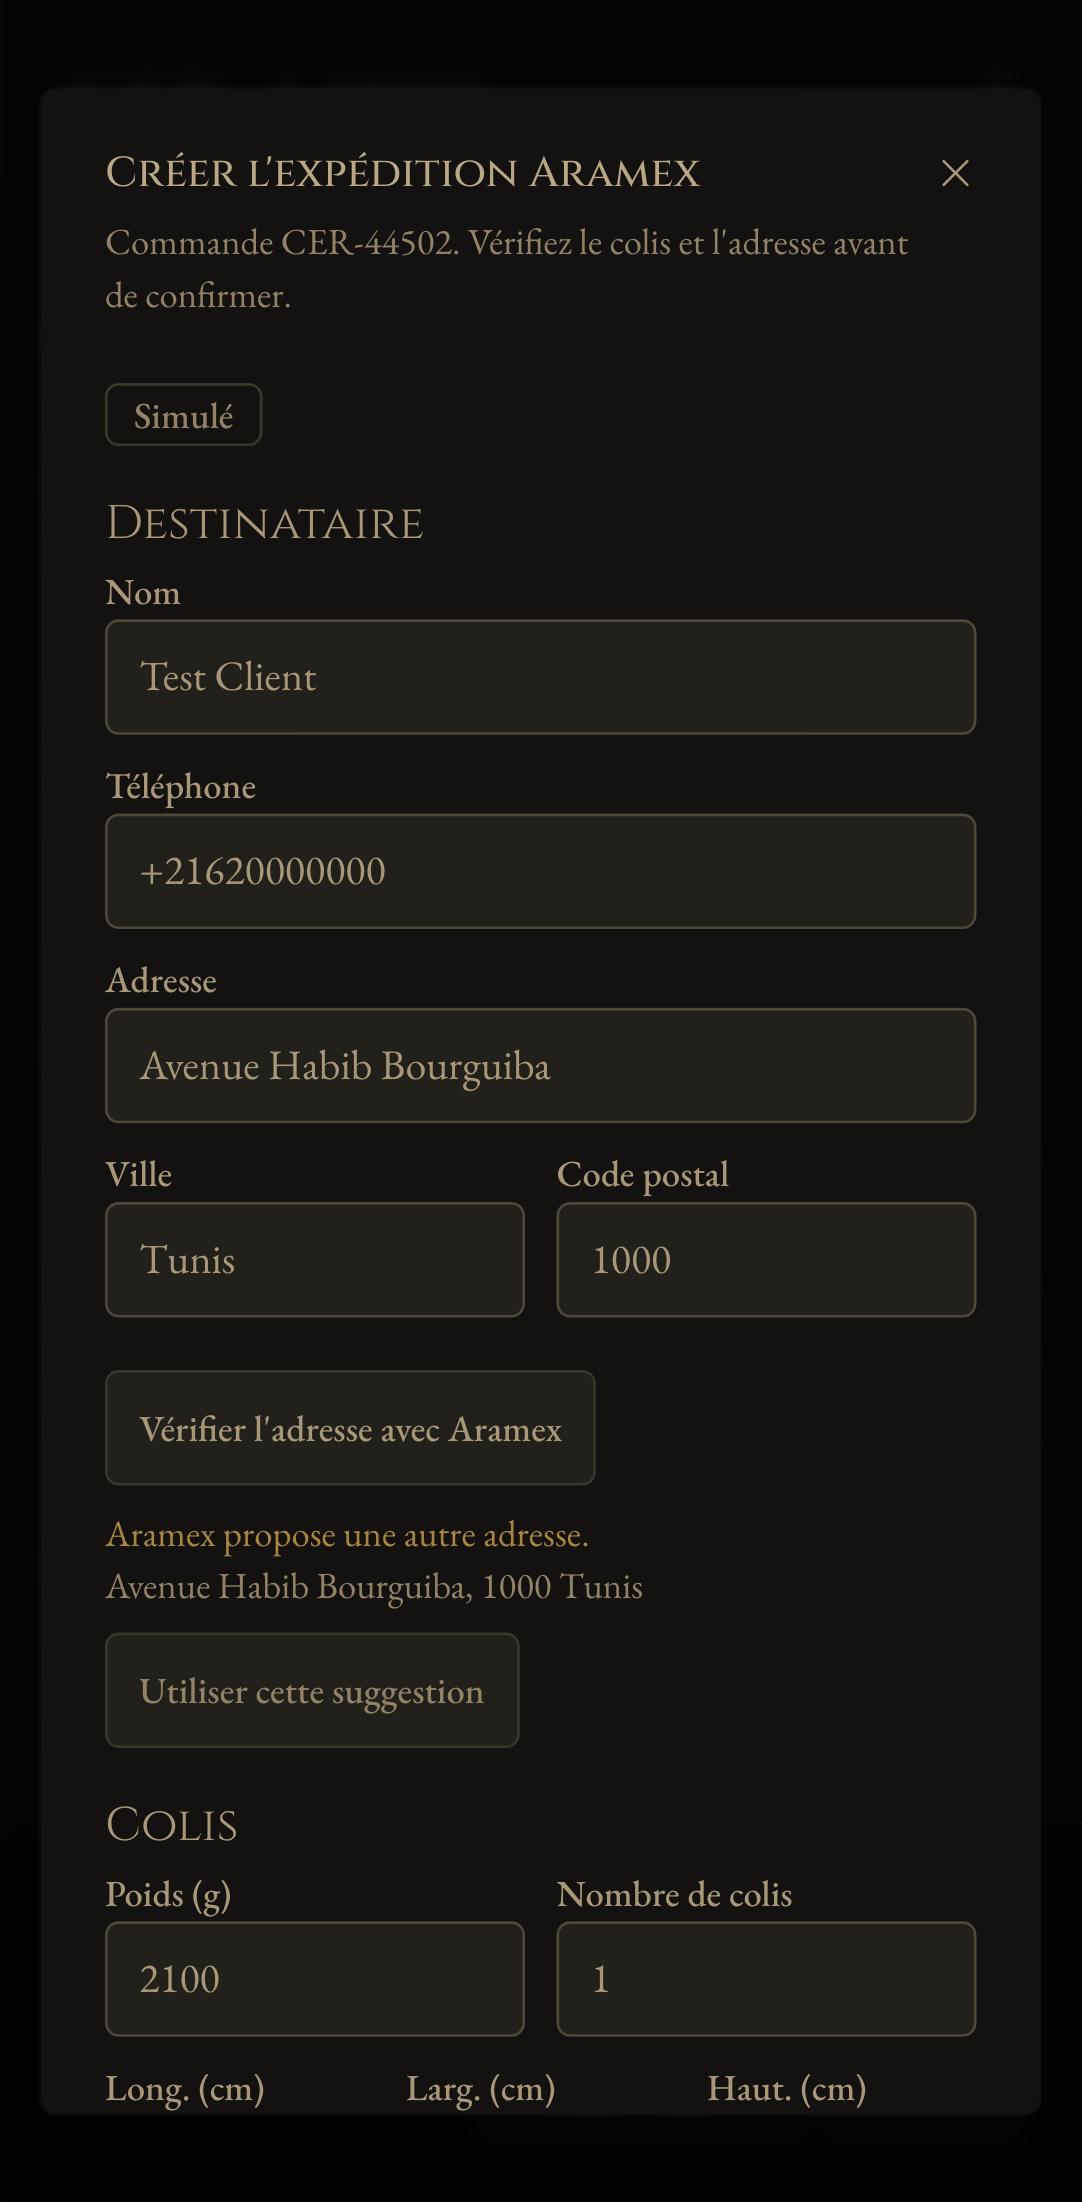 Créer l'expédition Aramex
Commande CER-44502. Vérifiez le colis et l'adresse avant
de confirmer.
Simulé
Destinataire
Nom
Test Client
Téléphone
+21620000000
Adresse
Avenue Habib Bourguiba
Ville
Code postal
Tunis
1000
Vérifier l'adresse avec Aramex
Aramex propose une autre adresse.
Avenue Habib Bourguiba, 1000 Tunis
Utiliser cette suggestion
Colis
Poids (g)
Nombre de colis
2100
1
Long. (cm)
Larg. (cm)
Haut. (cm)